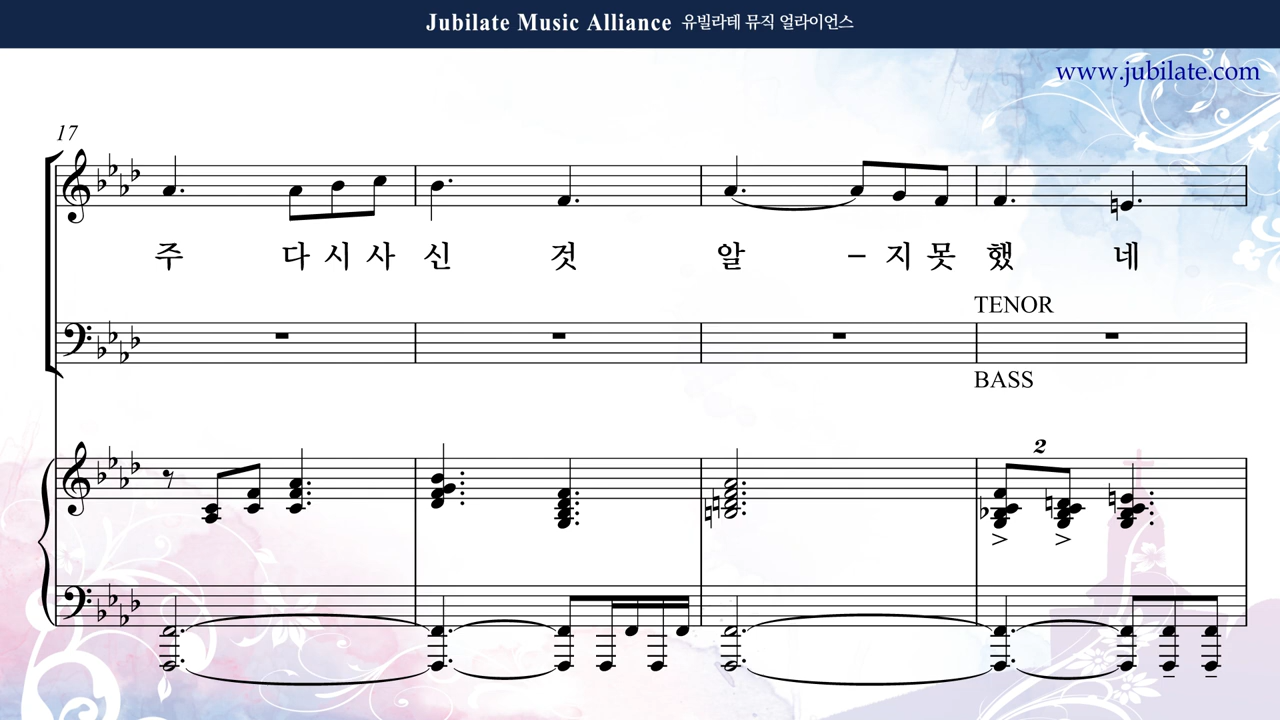 Jubilate Music Alliance 유빌라테 뮤직 얼라이언스
www.jubilate.com
17
주 다시사 신 것 알 – 지못 했 네
TENOR
BASS
2